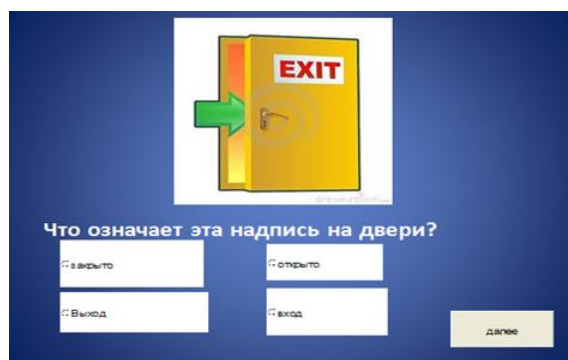 EXIT
Что означает эта надпись на двери?
закрыто
открыто
Выход
вход
далее